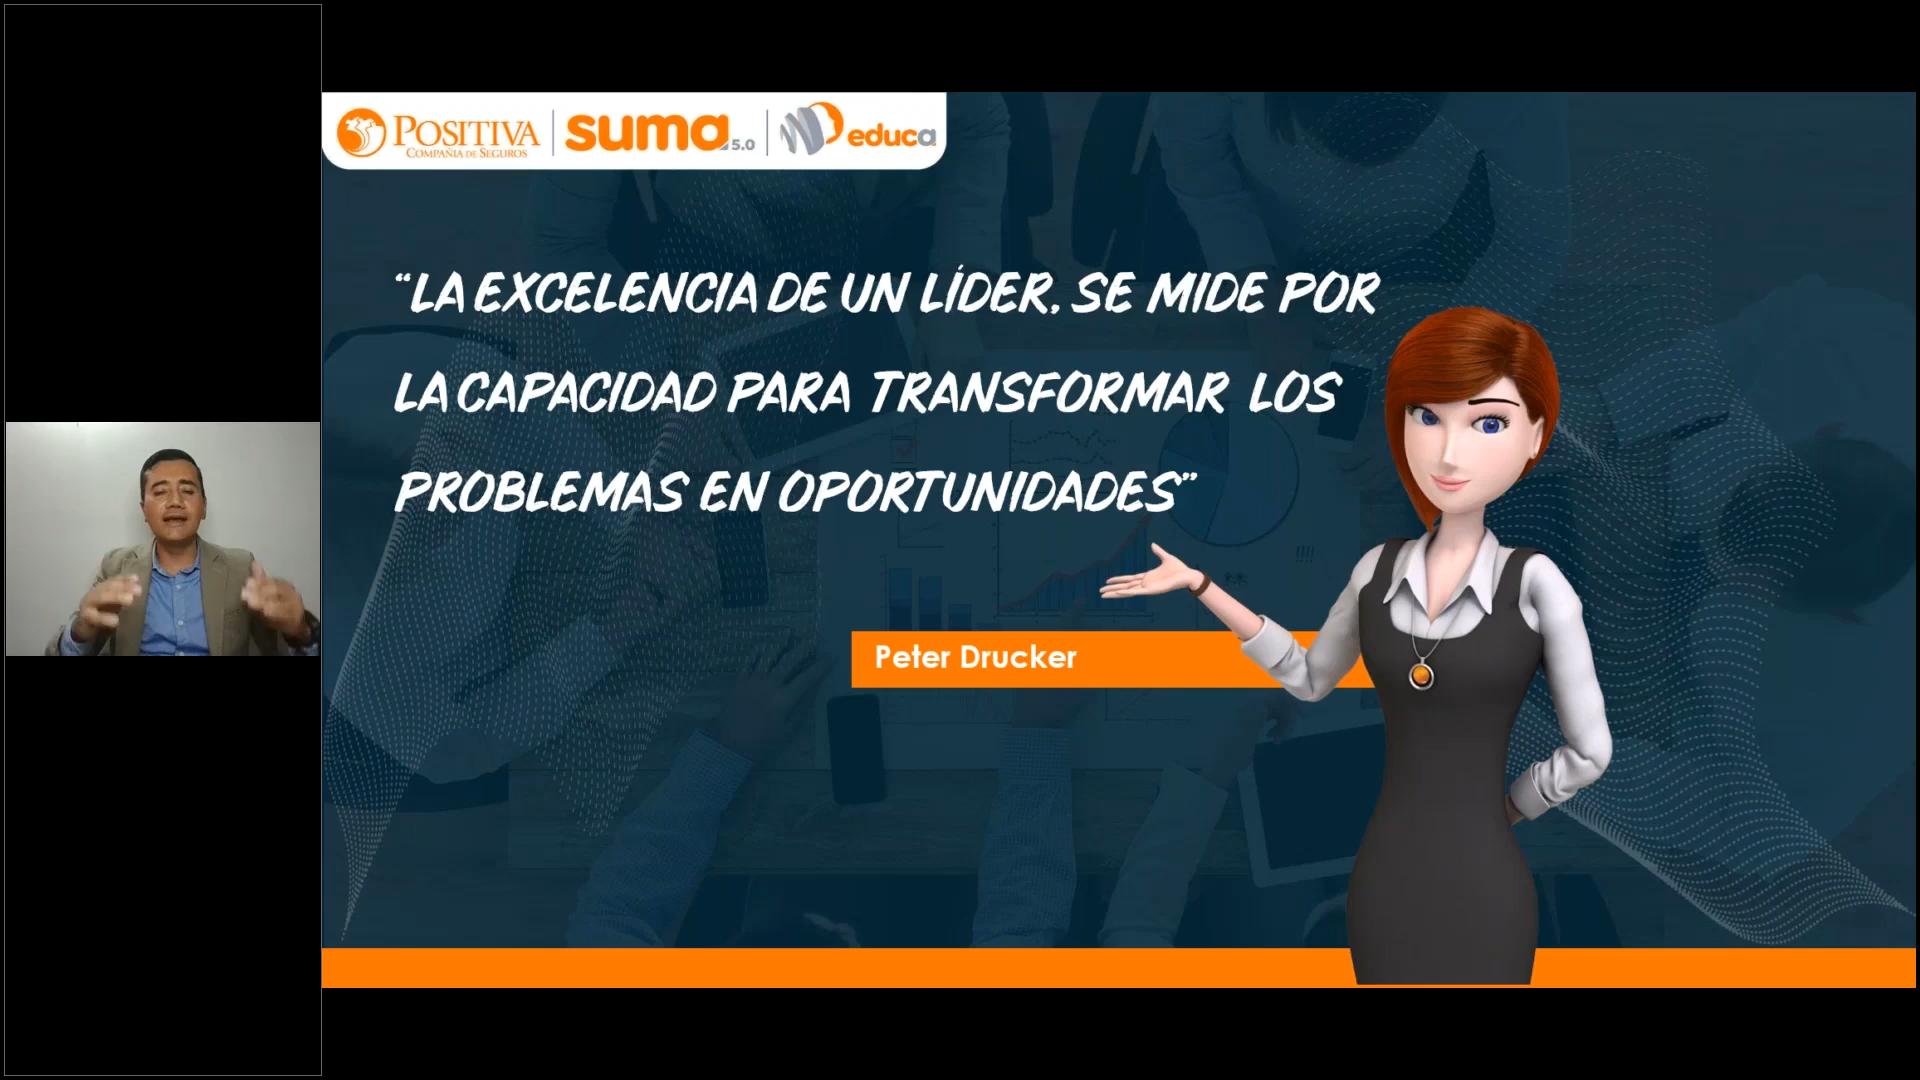 POSITIVA
COMPAÑÍA DE SEGUROS
suma 5.0
educa
“LA EXCELENCIA DE UN LÍDER, SE MIDE POR
LA CAPACIDAD PARA TRANSFORMAR LOS
PROBLEMAS EN OPORTUNIDADES”
Peter Drucker